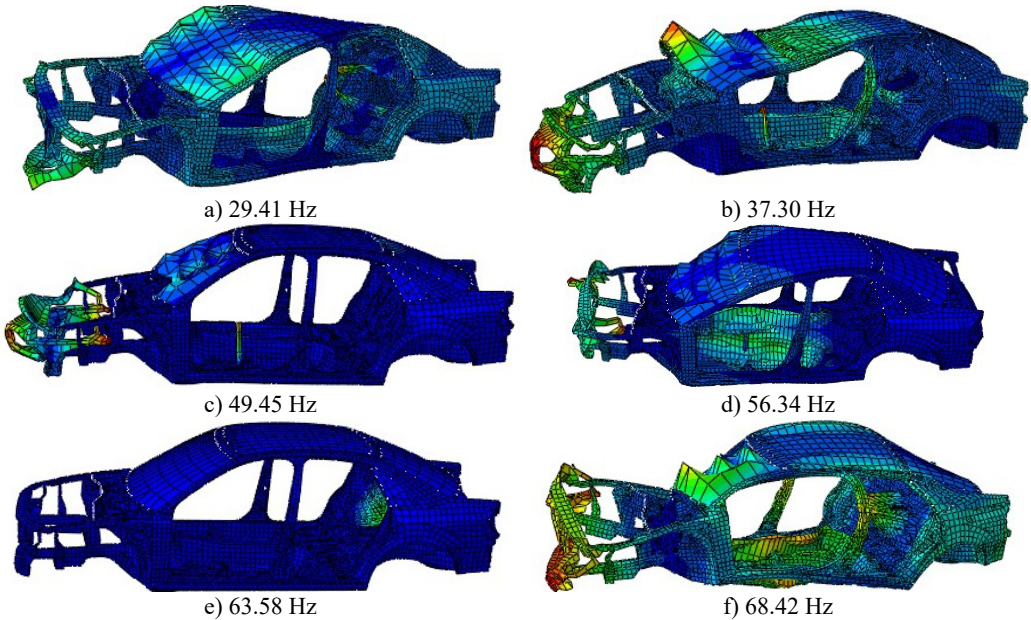 a) 29.41 Hz
b) 37.30 Hz
c) 49.45 Hz
d) 56.34 Hz
e) 63.58 Hz
f) 68.42 Hz